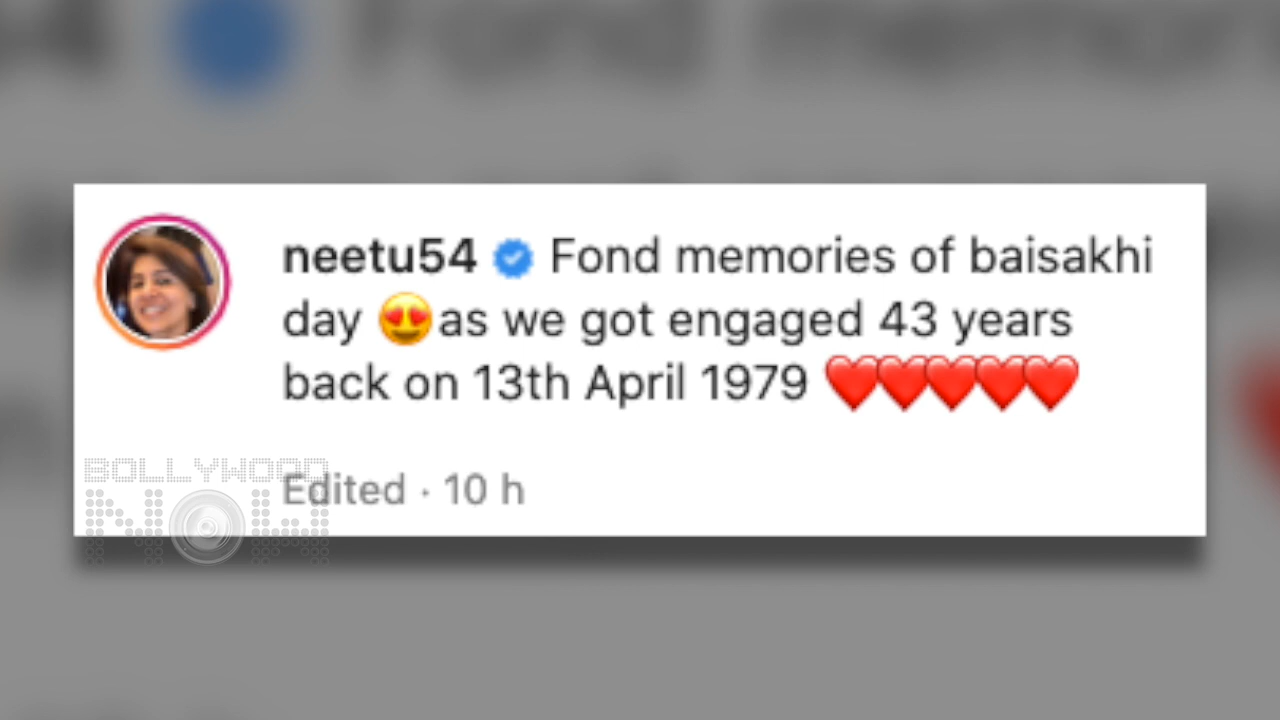 neetu54 Fond memories of baisakhi
day 😍as we got engaged 43 years
back on 13th April 1979 ❤️❤️❤️❤️❤️
Edited · 10 h
BOLLYWOOD
NOW